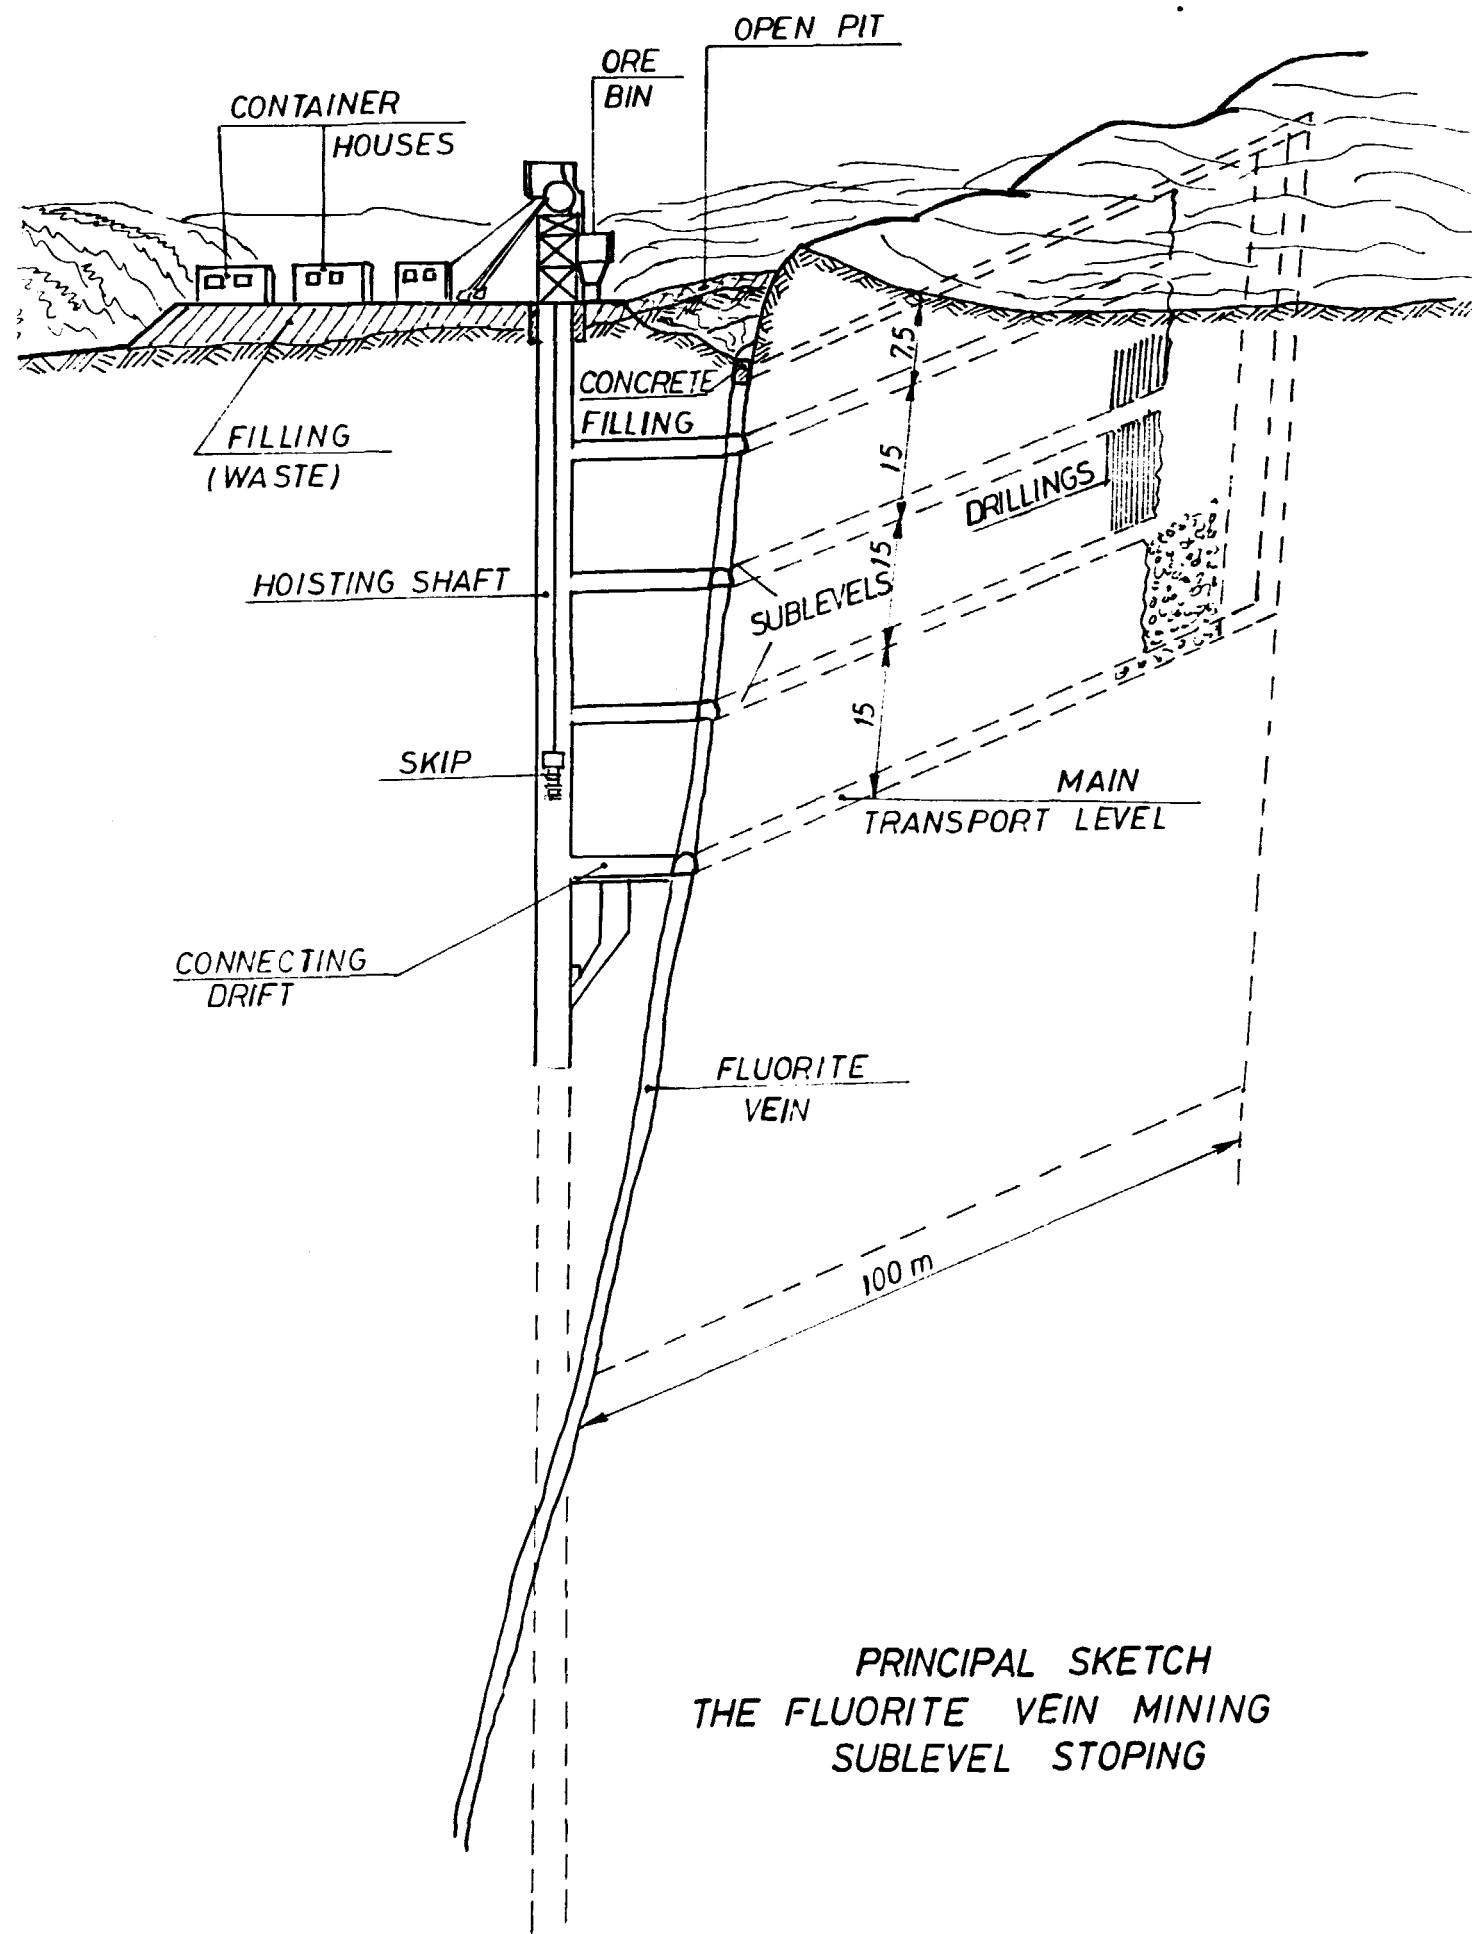 OPEN PIT
ORE
BIN
CONTAINER
HOUSES
CONCRETE
FILLING
7,5
FILLING
(WASTE)
15
DRILLINGS
HOISTING SHAFT
15
SUBLEVELS
15
SKIP
MAIN
TRANSPORT LEVEL
CONNECTING
DRIFT
FLUORITE
VEIN
100 m
PRINCIPAL SKETCH
THE FLUORITE VEIN MINING
SUBLEVEL STOPING